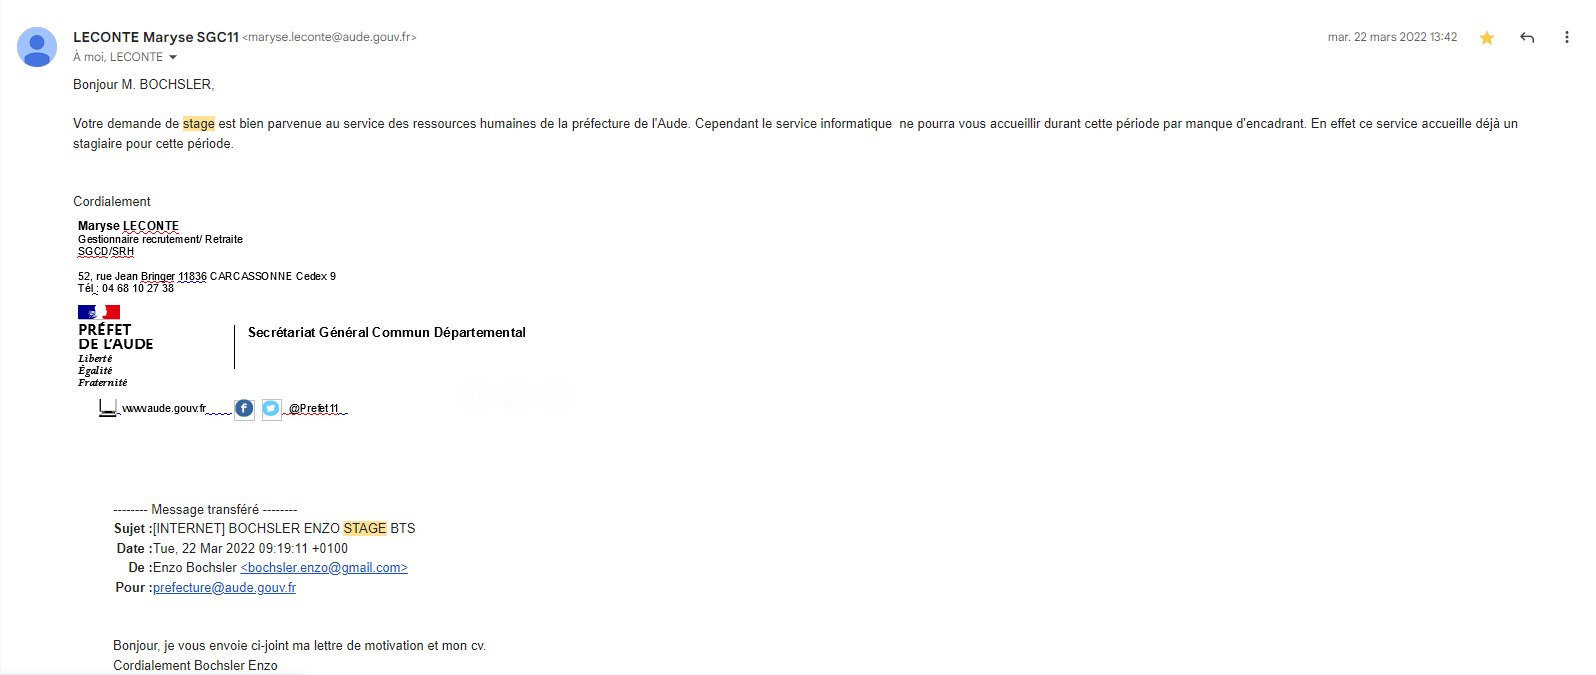 LECONTE Maryse SGC11 <maryse.leconte@aude.gouv.fr>
mar. 22 mars 2022 13:42
À moi, LECONTE
Bonjour M. BOCHSLER,
Votre demande de stage est bien parvenue au service des ressources humaines de la préfecture de l'Aude. Cependant le service informatique  ne pourra vous accueillir durant cette période par manque d'encadrant. En effet ce service accueille déjà un
stagiaire pour cette période.
Cordialement
Maryse LECONTE
Gestionnaire recrutement/ Retraite
SGCD/SRH
52, rue Jean Bringer 11836 CARCASSONNE Cedex 9
Tél : 04 68 10 27 38
PRÉFET
DE L'AUDE
Liberté
Égalité
Fraternité
Secrétariat Général Commun Départemental
www.aude.gouv.fr @Prefet11
-------- Message transféré --------
Sujet :[INTERNET] BOCHSLER ENZO STAGE BTS
Date :Tue, 22 Mar 2022 09:19:11 +0100
De :Enzo Bochsler <bochsler.enzo@gmail.com>
Pour :prefecture@aude.gouv.fr
Bonjour, je vous envoie ci-joint ma lettre de motivation et mon cv.
Cordialement Bochsler Enzo